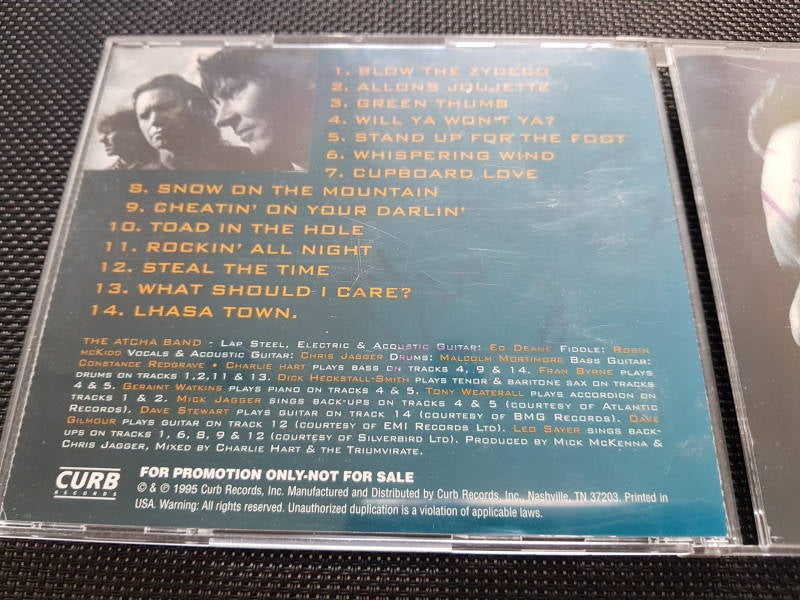 1. BLOW THE ZYDECO
2. ALLONS JOUJETTE
3. GREEN THUMB
4. WILL YA WON'T YA?
5. STAND UP FOR THE FOOT
6. WHISPERING WIND
7. CUPBOARD LOVE
8. SNOW ON THE MOUNTAIN
9. CHEATIN' ON YOUR DARLIN'
10. TOAD IN THE HOLE
11. ROCKIN' ALL NIGHT
12. STEAL THE TIME
13. WHAT SHOULD I CARE?
14. LHASA TOWN.
THE ATCHA BAND - LAP STEEL, ELECTRIC & ACOUSTIC GUITAR: ED DEANE FIDDLE: ROBIN
MCKIDD VOCALS & ACOUSTIC GUITAR: CHRIS JAGGER DRUMS: MALCOLM MORTIMORE BASS GUITAR:
CONSTANCE REDGRAVE • CHARLIE HART PLAYS BASS ON TRACKS 4, 9 & 14. FRAN BYRNE PLAYS
DRUMS ON TRACKS 1,2,11 & 13. DICK HECKSTALL-SMITH PLAYS TENOR & BARITONE SAX ON TRACKS
4 & 5. GERAINT WATKINS PLAYS PIANO ON TRACKS 4 & 5. TONY WEATERALL PLAYS ACCORDION ON
TRACKS 1 & 2. MICK JAGGER SINGS BACK-UPS ON TRACKS 4 & 5 (COURTESY OF ATLANTIC
RECORDS). DAVE STEWART PLAYS GUITAR ON TRACK 14 (COURTESY OF BMG RECORDS). DAVE
GILMOUR PLAYS GUITAR ON TRACK 12 (COURTESY OF EMI RECORDS LTD). LEO SAYER SINGS BACK-
UPS ON TRACKS 1, 6, 8, 9 & 12 (COURTESY OF SILVERBIRD LTD). PRODUCED BY MICK MCKENNA &
CHRIS JAGGER, MIXED BY CHARLIE HART & THE TRIUMVIRATE.
CURB
RECORDS
FOR PROMOTION ONLY-NOT FOR SALE
© & ℗ 1995 Curb Records, Inc. Manufactured and Distributed by Curb Records, Inc., Nashville, TN 37203. Printed in
USA. Warning: All rights reserved. Unauthorized duplication is a violation of applicable laws.